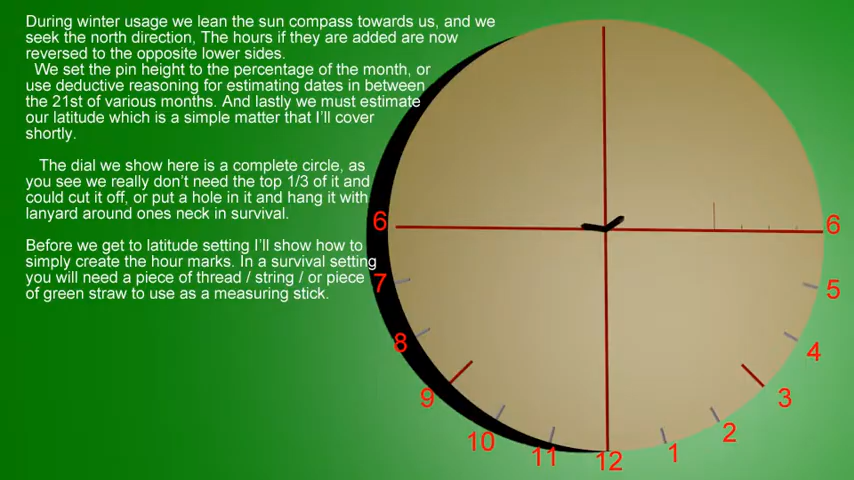 During winter usage we lean the sun compass towards us, and we
seek the north direction, The hours if they are added are now
reversed to the opposite lower sides.
We set the pin height to the percentage of the month, or
use deductive reasoning for estimating dates in between
the 21st of various months. And lastly we must estimate
our latitude which is a simple matter that I'll cover
shortly.
The dial we show here is a complete circle, as
you see we really don't need the top 1/3 of it and
could cut it off, or put a hole in it and hang it with
lanyard around ones neck in survival.
Before we get to latitude setting I'll show how to
simply create the hour marks. In a survival setting
you will need a piece of thread / string / or piece
of green straw to use as a measuring stick.
6
6
7
5
8
4
9
3
10
2
11
1
12